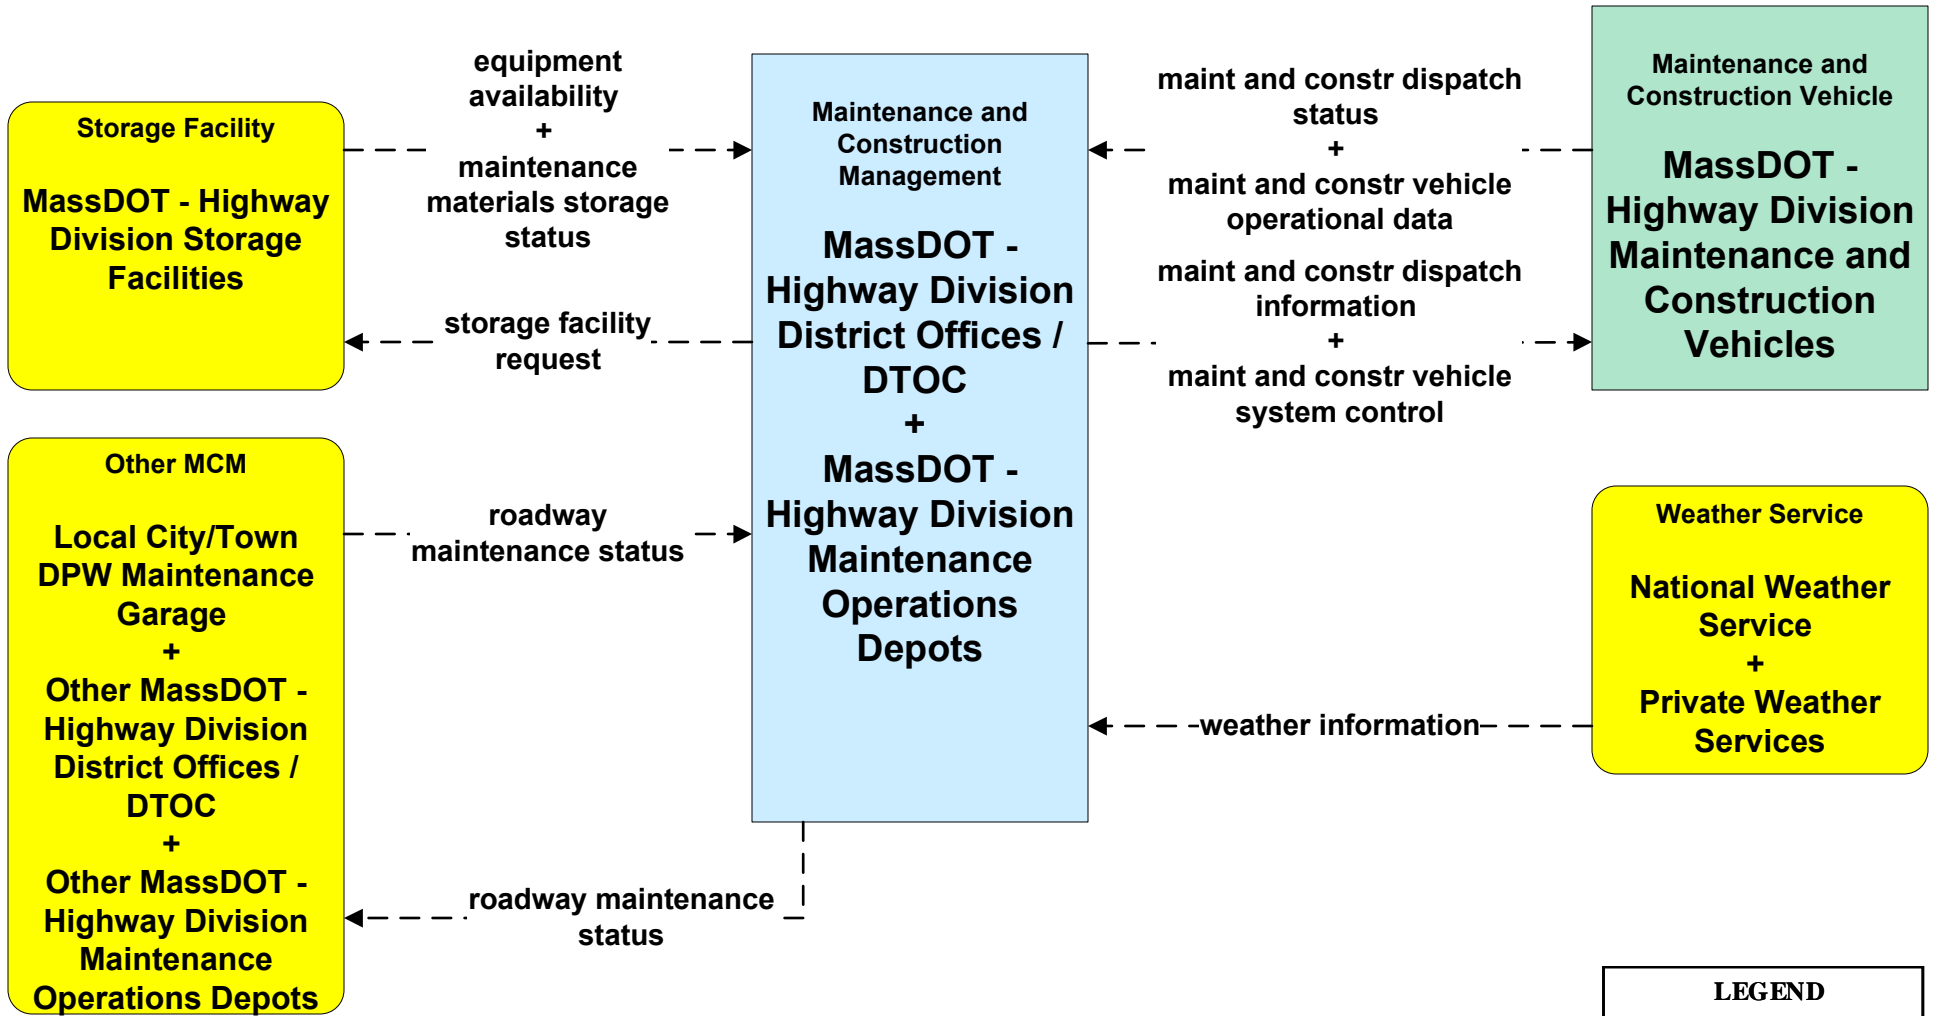 Storage Facility
MassDOT - Highway
Division Storage
Facilities
equipment
availability
+
maintenance
materials storage
status
storage facility
request
Other MCM
Local City/Town
DPW Maintenance
Garage
+
Other MassDOT -
Highway Division
District Offices /
DTOC
+
Other MassDOT -
Highway Division
Maintenance
Operations Depots
roadway
maintenance status
roadway maintenance
status
Maintenance and
Construction
Management
MassDOT -
Highway Division
District Offices /
DTOC
+
MassDOT -
Highway Division
Maintenance
Operations
Depots
maint and constr dispatch
status
+
maint and constr vehicle
operational data
maint and constr dispatch
information
+
maint and constr vehicle
system control
weather information
Maintenance and
Construction Vehicle
MassDOT -
Highway Division
Maintenance and
Construction
Vehicles
Weather Service
National Weather
Service
+
Private Weather
Services
LEGEND